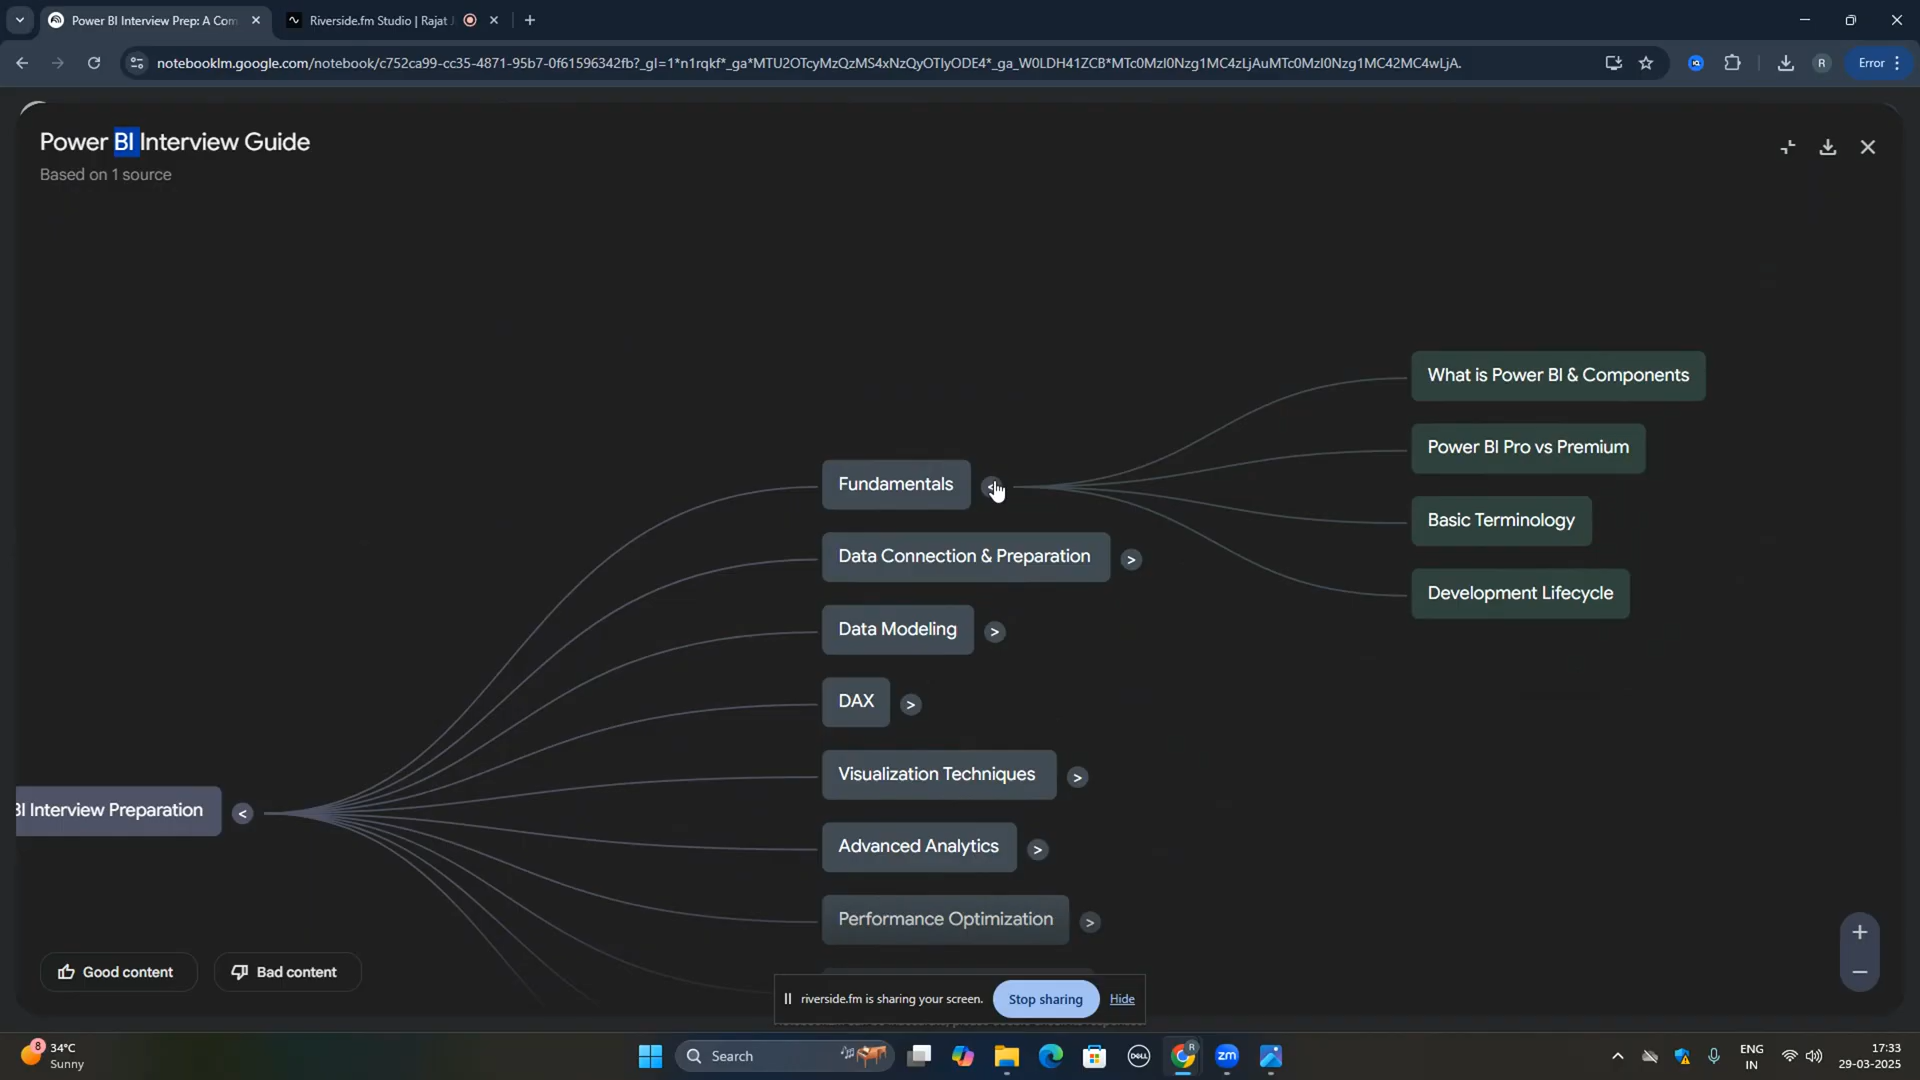 Power BI Interview Prep: A Com
Riverside.fm Studio | Rajat J
notebooklm.google.com/notebook/c752ca99-cc35-4871-95b7-0f61596342fb?_gl=1*n1rqkf*_ga*MTU2OTcyMzQzMS4xNzQyOTIyODE4*_ga_W0LDH41ZCB*MTc0MzI0Nzg1MC4zLjAuMTc0MzI0Nzg1MC42MC4wLjA.
R
Error
Power BI Interview Guide
Based on 1 source
What is Power BI & Components
Power BI Pro vs Premium
Fundamentals
Basic Terminology
Data Connection & Preparation
Development Lifecycle
Data Modeling
DAX
Visualization Techniques
BI Interview Preparation
Advanced Analytics
Performance Optimization
Good content
Bad content
riverside.fm is sharing your screen.
Stop sharing
Hide
8
34°C
Sunny
Search
DELL
R
zm
ENG
IN
17:33
29-03-2025